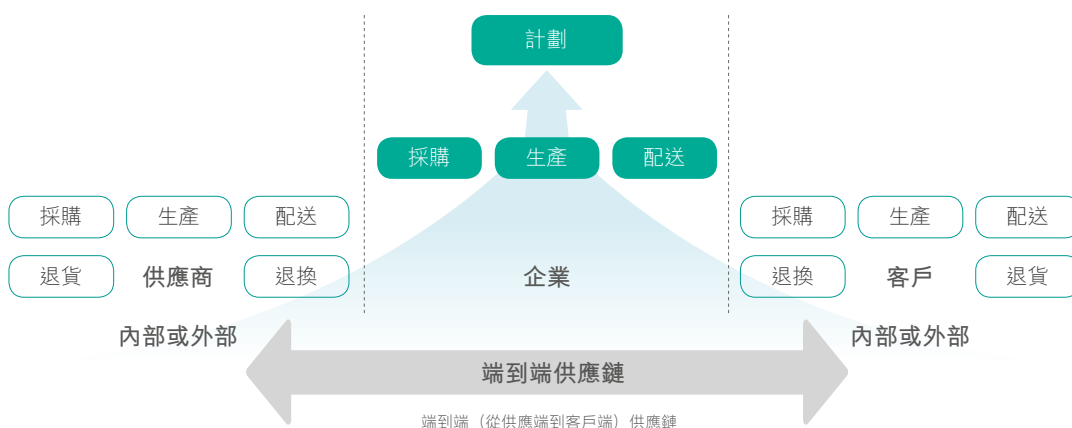 計劃
採購 生產 配送
採購 生產 配送 採購 生產 配送
退貨 供應商 退換 企業 退換 客戶 退貨
內部或外部 內部或外部
端到端供應鏈
端到端（從供應端到客戶端）供應鏈